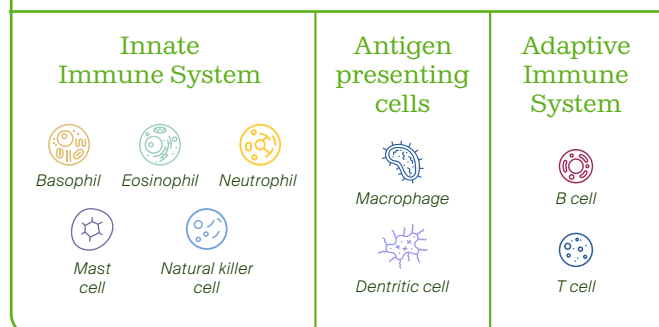 Innate
Immune System
Basophil
Eosinophil
Neutrophil
Mast
cell
Natural killer
cell
Antigen
presenting
cells
Macrophage
Dentritic cell
Adaptive
Immune
System
B cell
T cell